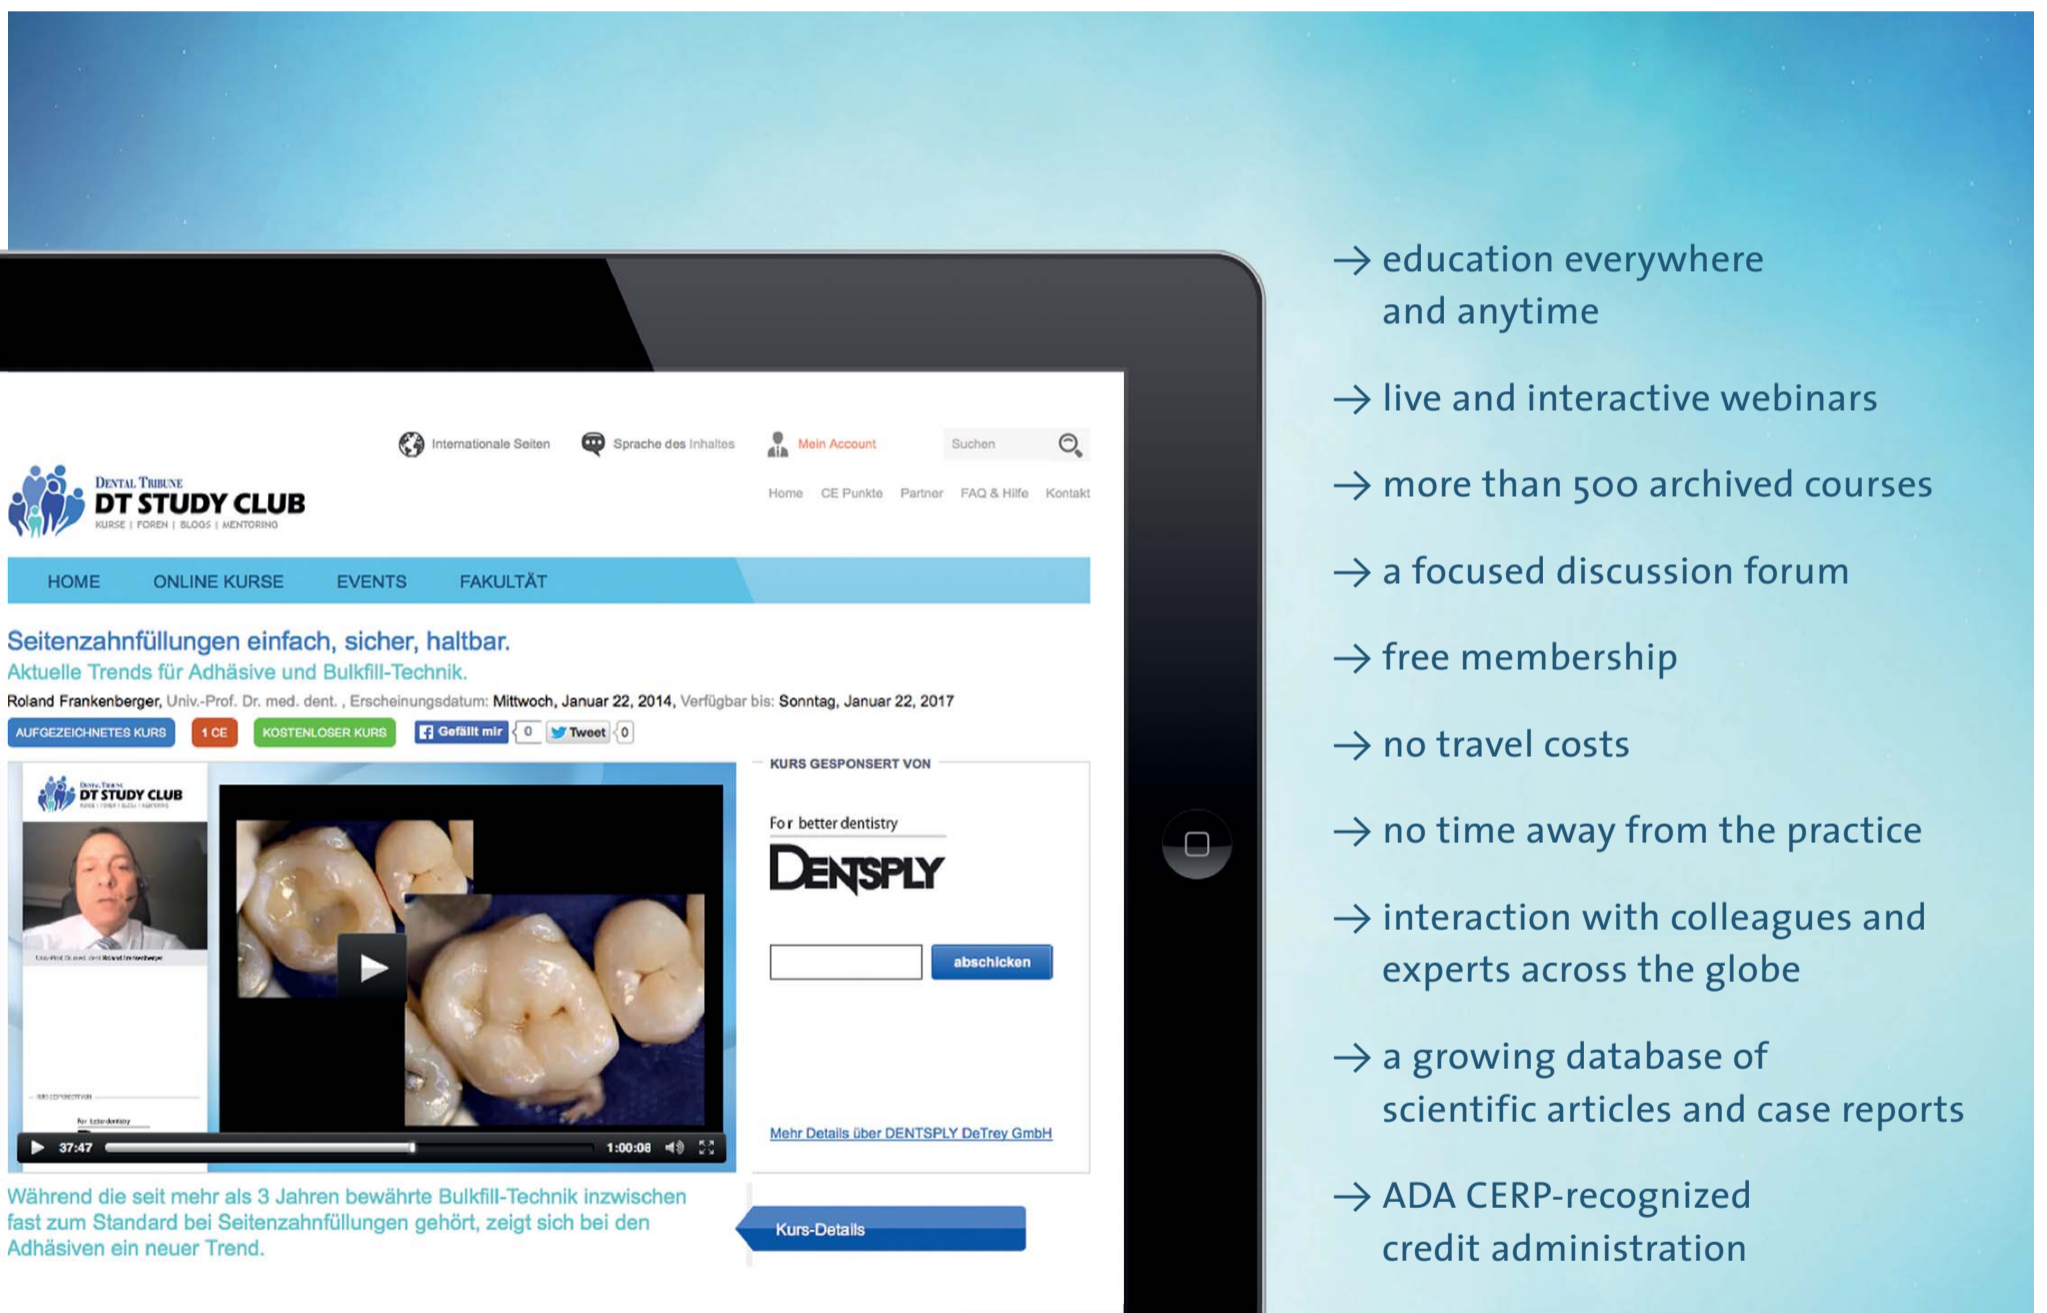 Internationale Seiten
Sprache des Inhaltes
Mein Account
Suchen
DENTAL TRIBUNE
DT STUDY CLUB
KURSE | FOREN | BLOGS | MENTORING
Home CE Punkte Partner FAQ & Hilfe Kontakt
HOME ONLINE KURSE EVENTS FAKULTÄT
Seitenzahnfüllungen einfach, sicher, haltbar.
Aktuelle Trends für Adhäsive und Bulkfill-Technik.
Roland Frankenberger, Univ.-Prof. Dr. med. dent. , Erscheinungsdatum: Mittwoch, Januar 22, 2014, Verfügbar bis: Sonntag, Januar 22, 2017
AUFGEZEICHNETES KURS 1 CE KOSTENLOSER KURS Gefällt mir 0 Tweet 0
DENTAL TRIBUNE
DT STUDY CLUB
For better dentistry
37:47 1:00:08
KURS GESPONSERT VON
For better dentistry
DENTSPLY
abschicken
Mehr Details über DENTSPLY DeTrey GmbH
Während die seit mehr als 3 Jahren bewährte Bulkfill-Technik inzwischen
fast zum Standard bei Seitenzahnfüllungen gehört, zeigt sich bei den
Adhäsiven ein neuer Trend.
Kurs-Details
→ education everywhere
and anytime
→ live and interactive webinars
→ more than 500 archived courses
→ a focused discussion forum
→ free membership
→ no travel costs
→ no time away from the practice
→ interaction with colleagues and
experts across the globe
→ a growing database of
scientific articles and case reports
→ ADA CERP-recognized
credit administration